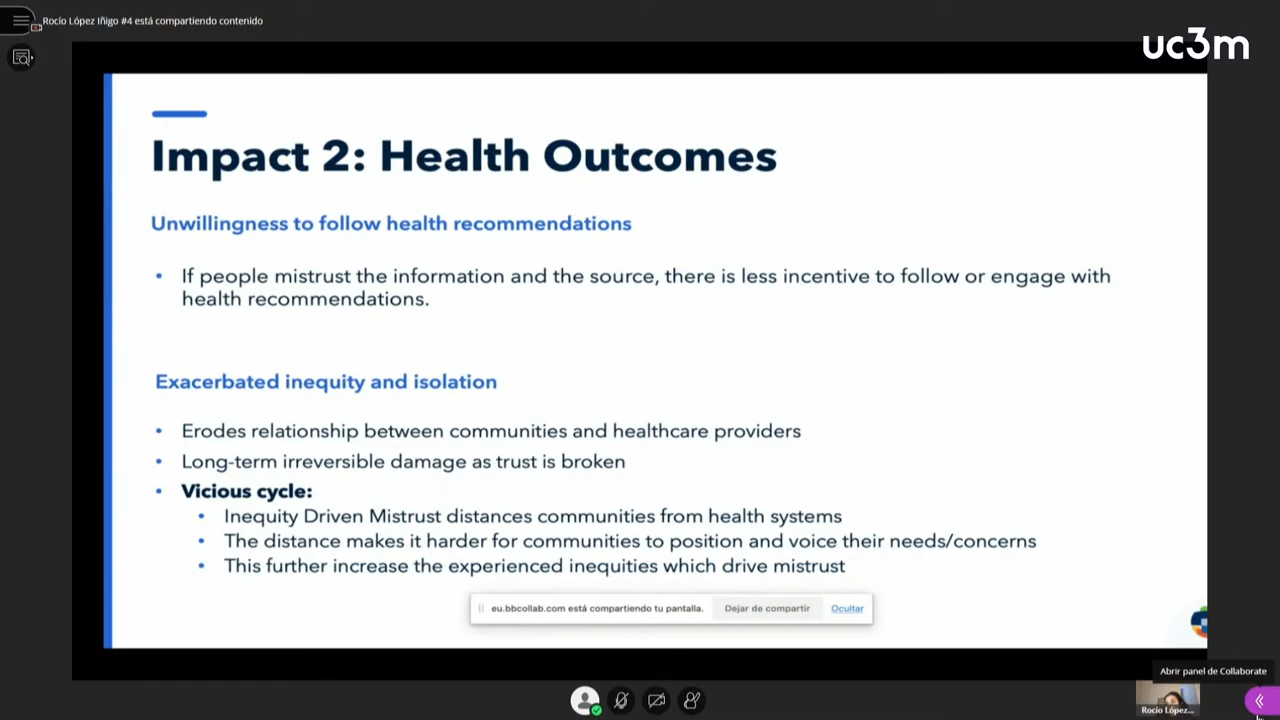 Rocío López Iñigo #4 está compartiendo contenido
uc3m
Impact 2: Health Outcomes
Unwillingness to follow health recommendations
• If people mistrust the information and the source, there is less incentive to follow or engage with
health recommendations.
Exacerbated inequity and isolation
• Erodes relationship between communities and healthcare providers
• Long-term irreversible damage as trust is broken
• Vicious cycle:
• Inequity Driven Mistrust distances communities from health systems
• The distance makes it harder for communities to position and voice their needs/concerns
• This further increase the experienced inequities which drive mistrust
eu.bbcollab.com está compartiendo tu pantalla. Dejar de compartir Ocultar
Abrir panel de Collaborate
Rocío López...